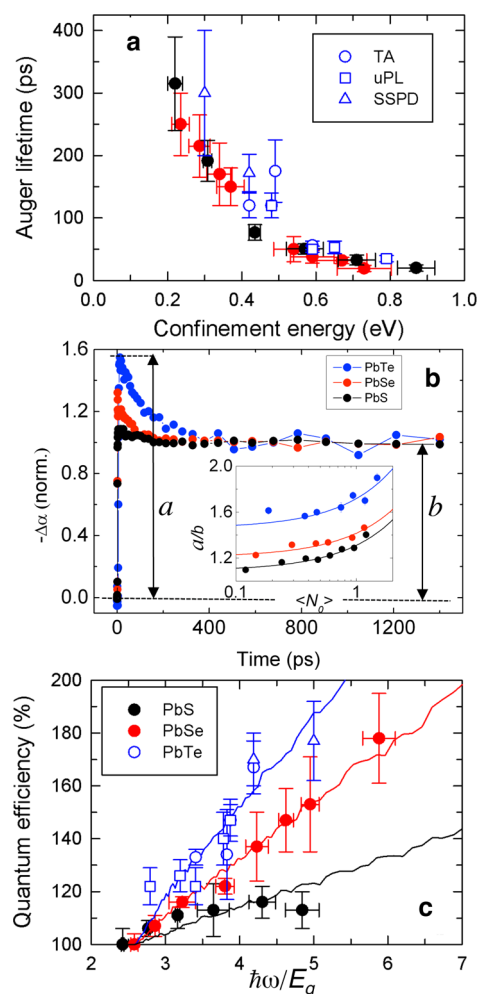 a
TA
uPL
SSPD
400
300
200
100
50
0
Auger lifetime (ps)
0.0 0.2 0.4 0.6 0.8 1.0
Confinement energy (eV)
b
PbTe
PbSe
PbS
1.6
1.2
0.8
0.4
0.0
-Δα (norm.)
a
b
2.0
1.6
1.2
a/b
0.1 1
<N₀>
0 400 800 1200
Time (ps)
PbS
PbSe
PbTe
200
180
160
140
120
100
Quantum efficiency (%)
c
2 3 4 5 6 7
ħω/E_g